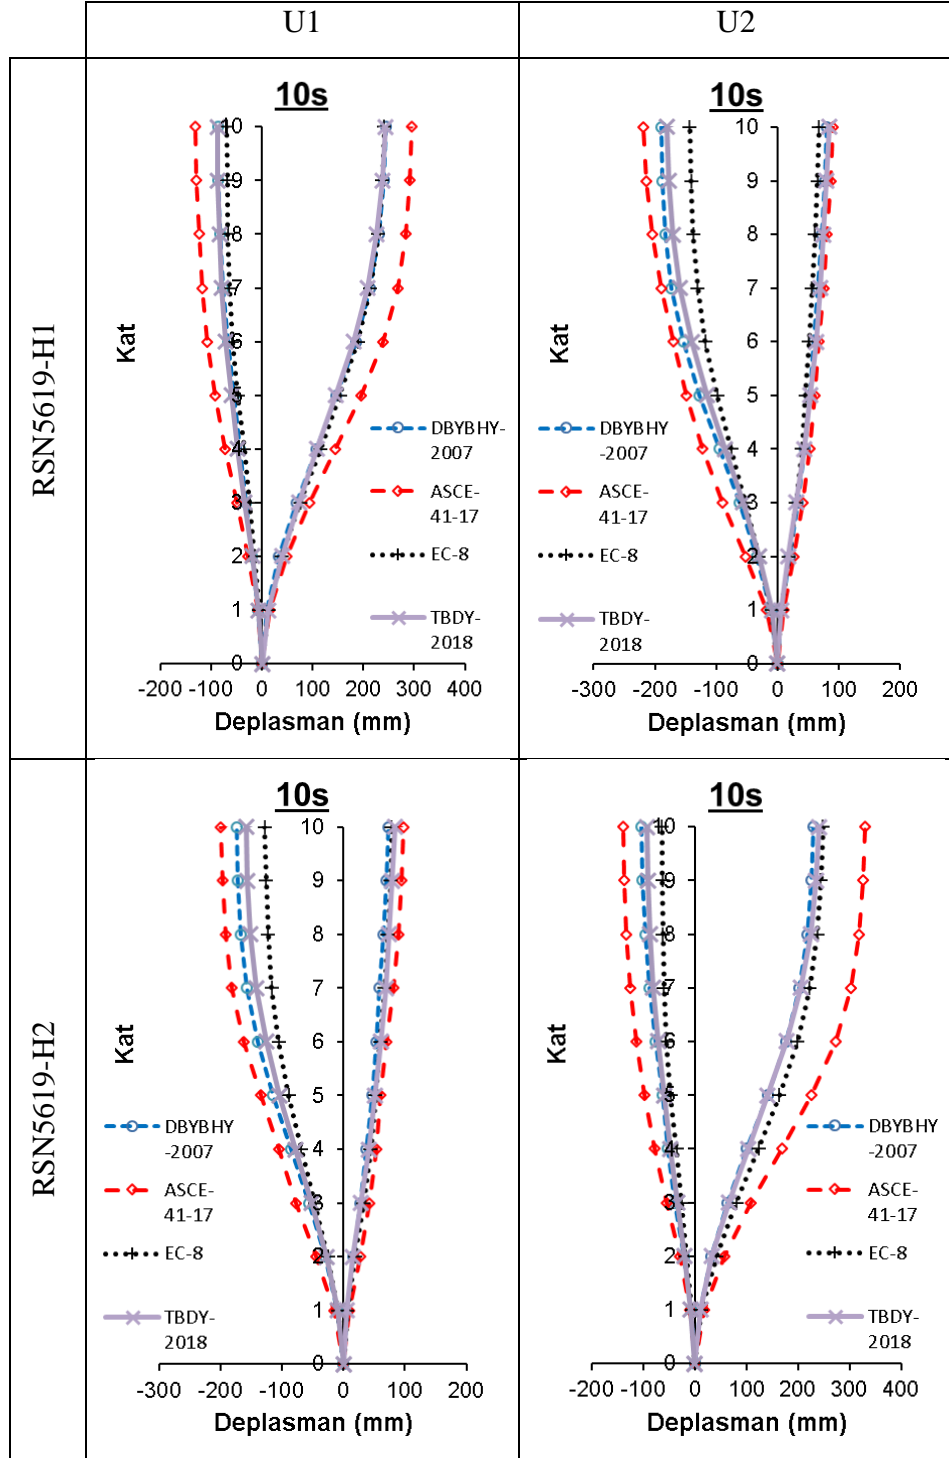 U1
U2
RSN5619-H1
10s
10
9
8
7
6
5
4
3
2
1
0
Kat
DBYBHY-
2007
ASCE-
41-17
EC-8
TBDY-
2018
-200 -100 0 100 200 300 400
Deplasman (mm)
10s
10
9
8
7
6
5
4
3
2
1
0
Kat
DBYBHY
-2007
ASCE-
41-17
EC-8
TBDY-
2018
-300 -200 -100 0 100 200
Deplasman (mm)
RSN5619-H2
10s
10
9
8
7
6
5
4
3
2
1
0
Kat
DBYBHY
-2007
ASCE-
41-17
EC-8
TBDY-
2018
-300 -200 -100 0 100 200
Deplasman (mm)
10s
10
9
8
7
6
5
4
3
2
1
0
Kat
DBYBHY
-2007
ASCE-
41-17
EC-8
TBDY-
2018
-200 -100 0 100 200 300 400
Deplasman (mm)